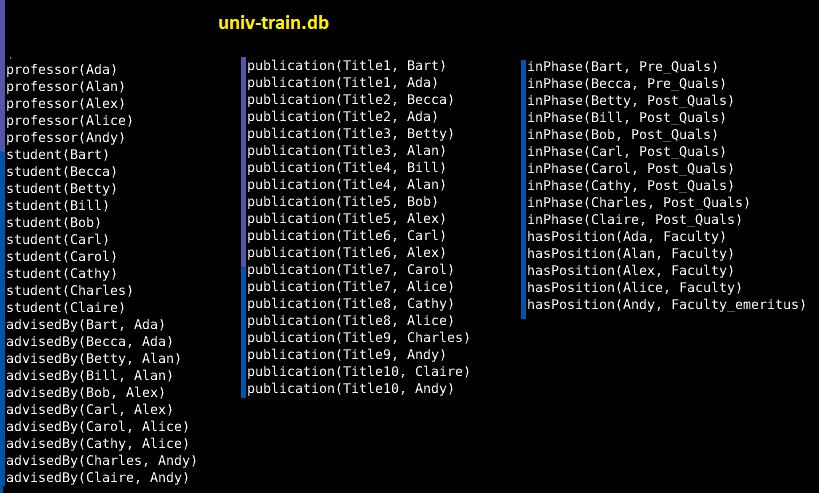 univ-train.db
professor(Ada)
professor(Alan)
professor(Alex)
professor(Alice)
professor(Andy)
student(Bart)
student(Becca)
student(Betty)
student(Bill)
student(Bob)
student(Carl)
student(Carol)
student(Cathy)
student(Charles)
student(Claire)
advisedBy(Bart, Ada)
advisedBy(Becca, Ada)
advisedBy(Betty, Alan)
advisedBy(Bill, Alan)
advisedBy(Bob, Alex)
advisedBy(Carl, Alex)
advisedBy(Carol, Alice)
advisedBy(Cathy, Alice)
advisedBy(Charles, Andy)
advisedBy(Claire, Andy)
publication(Title1, Bart)
publication(Title1, Ada)
publication(Title2, Becca)
publication(Title2, Ada)
publication(Title3, Betty)
publication(Title3, Alan)
publication(Title4, Bill)
publication(Title4, Alan)
publication(Title5, Bob)
publication(Title5, Alex)
publication(Title6, Carl)
publication(Title6, Alex)
publication(Title7, Carol)
publication(Title7, Alice)
publication(Title8, Cathy)
publication(Title8, Alice)
publication(Title9, Charles)
publication(Title9, Andy)
publication(Title10, Claire)
publication(Title10, Andy)
inPhase(Bart, Pre_Quals)
inPhase(Becca, Pre_Quals)
inPhase(Betty, Post_Quals)
inPhase(Bill, Post_Quals)
inPhase(Bob, Post_Quals)
inPhase(Carl, Post_Quals)
inPhase(Carol, Post_Quals)
inPhase(Cathy, Post_Quals)
inPhase(Charles, Post_Quals)
inPhase(Claire, Post_Quals)
hasPosition(Ada, Faculty)
hasPosition(Alan, Faculty)
hasPosition(Alex, Faculty)
hasPosition(Alice, Faculty)
hasPosition(Andy, Faculty_emeritus)